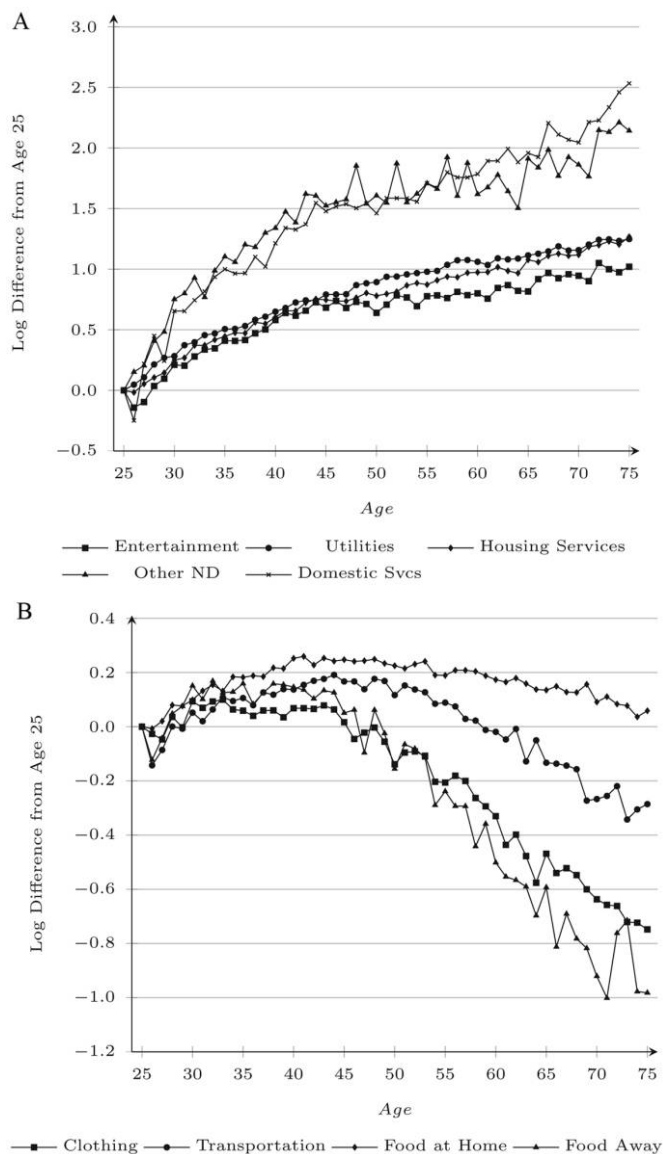 A
Log Difference from Age 25
3.0
2.5
2.0
1.5
1.0
0.5
0.0
−0.5
25 30 35 40 45 50 55 60 65 70 75
Age
Entertainment Utilities Housing Services
Other ND Domestic Svcs
B
Log Difference from Age 25
0.4
0.2
0.0
−0.2
−0.4
−0.6
−0.8
−1.0
−1.2
25 30 35 40 45 50 55 60 65 70 75
Age
Clothing Transportation Food at Home Food Away